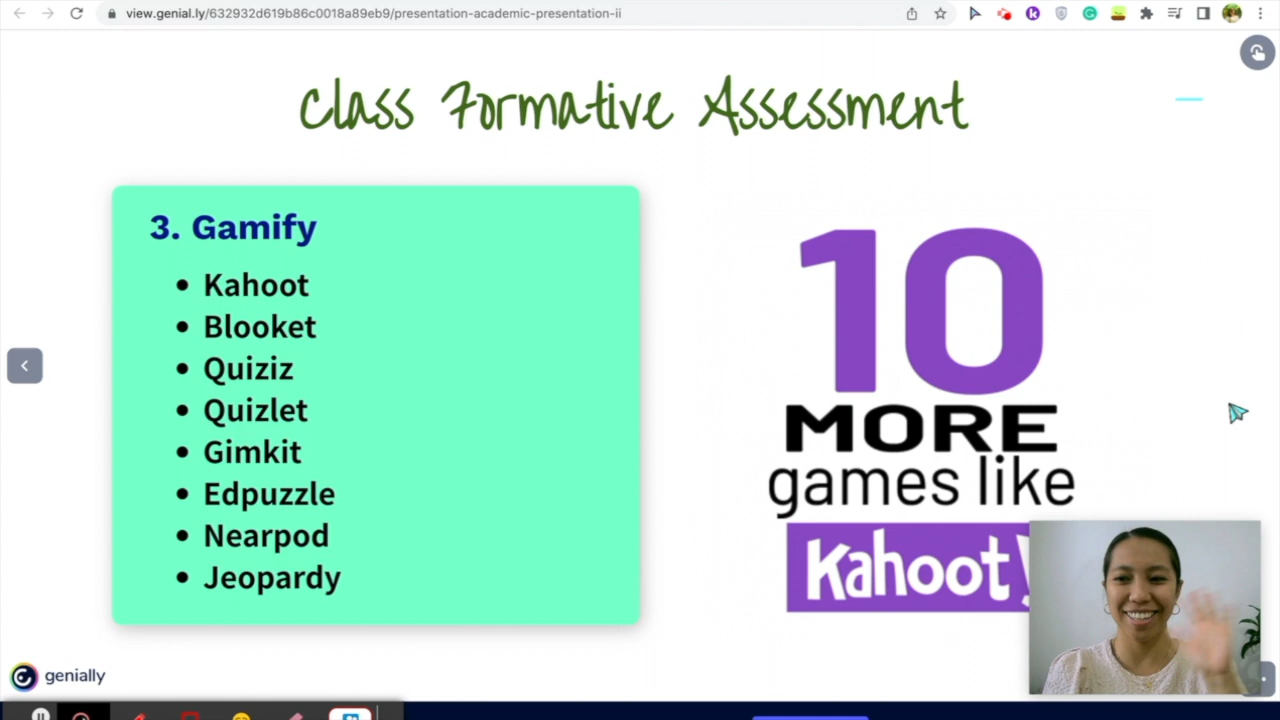 view.genial.ly/632932d619b86c0018a89eb9/presentation-academic-presentation-ii
Class Formative Assessment
3. Gamify
• Kahoot
• Blooket
• Quiziz
• Quizlet
• Gimkit
• Edpuzzle
• Nearpod
• Jeopardy
10
MORE
games like
Kahoot!
genially